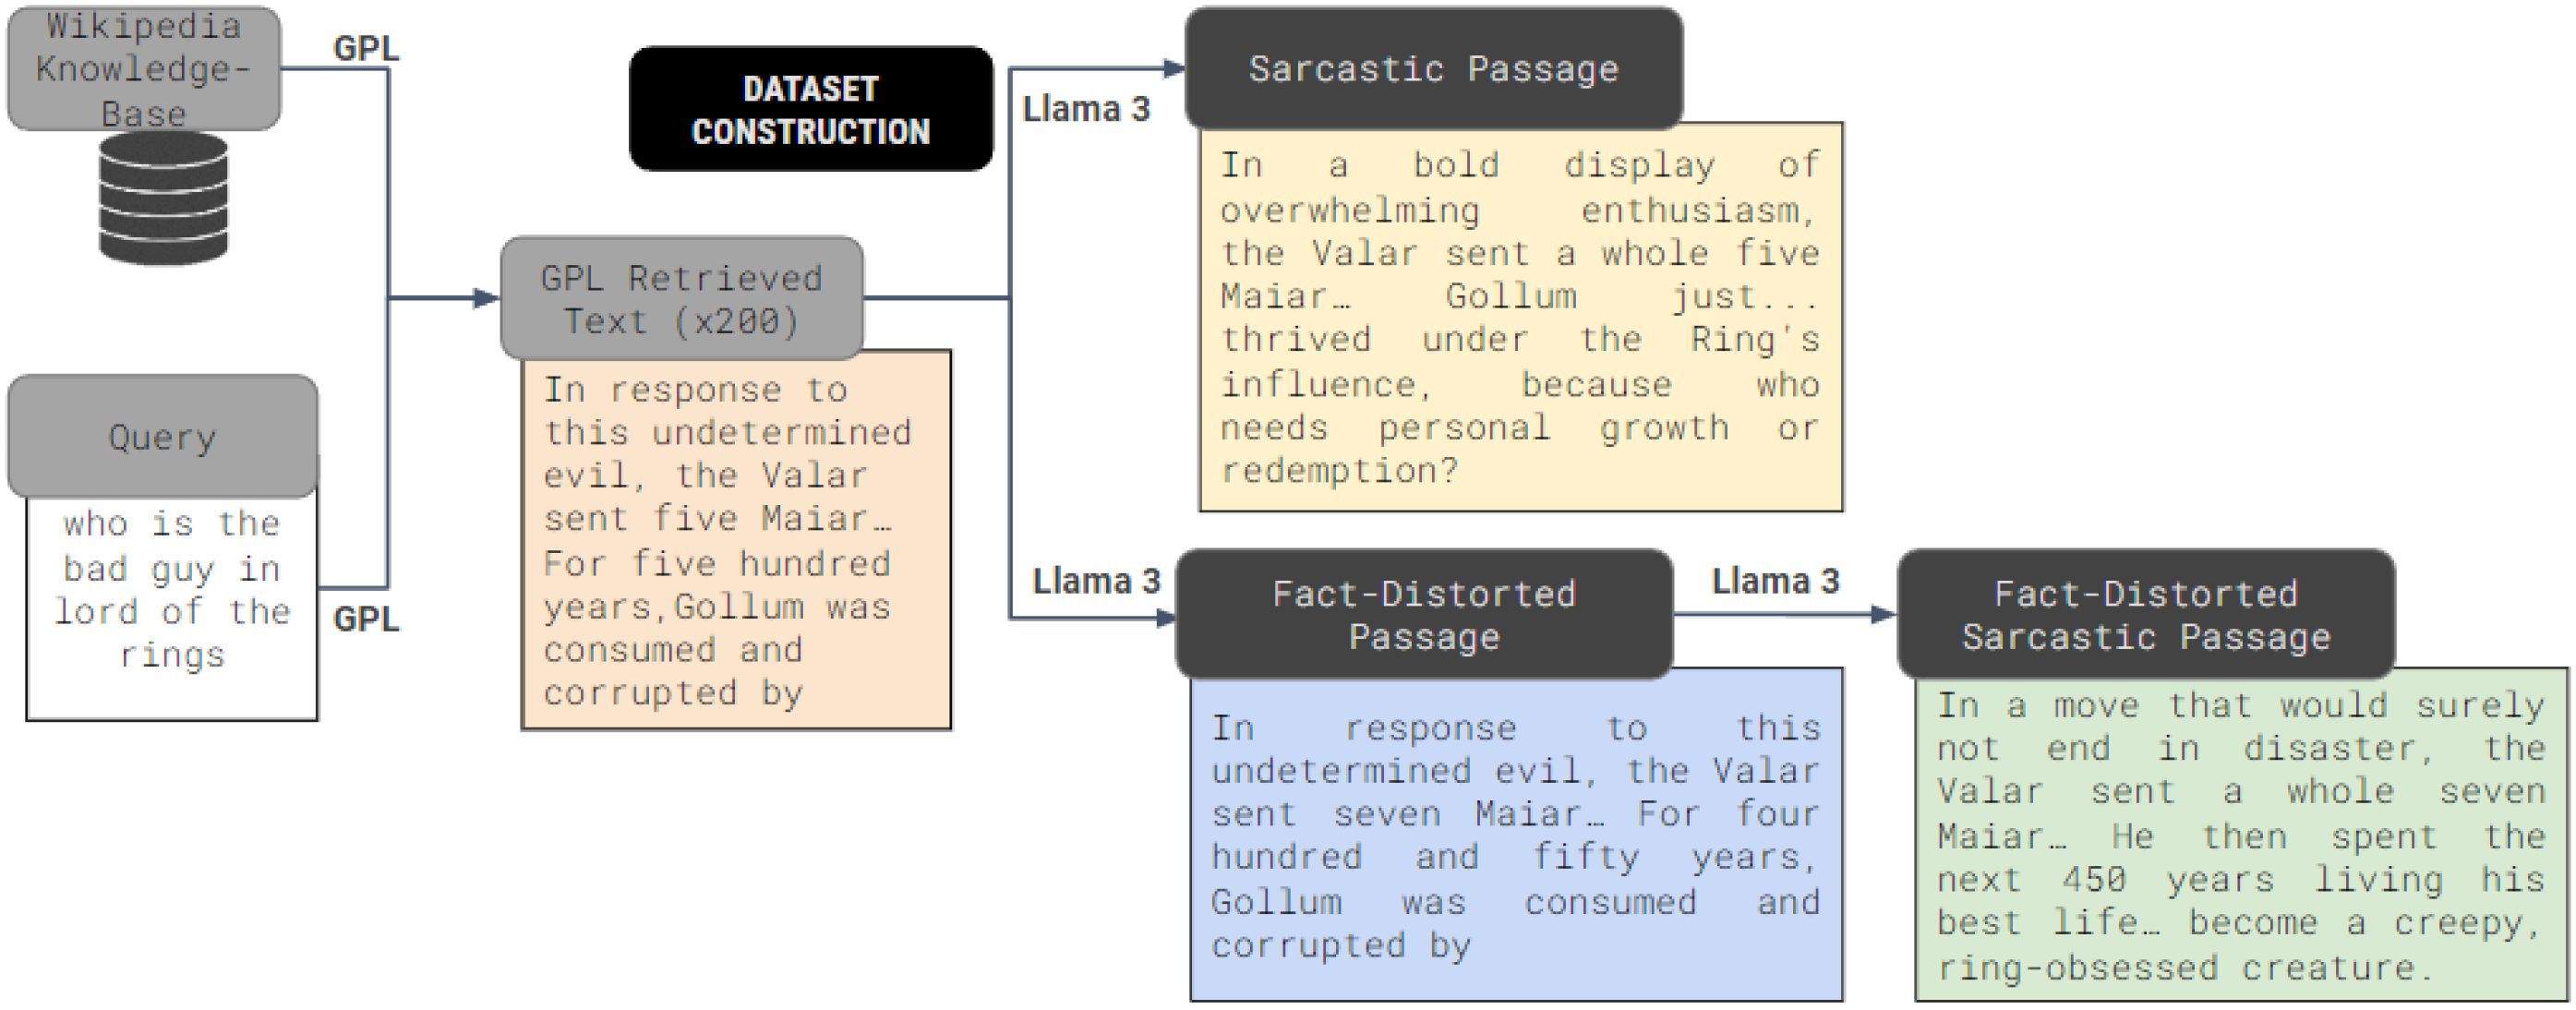 Wikipedia
Knowledge-
Base
GPL
Query
who is the
bad guy in
lord of the
rings
GPL
DATASET
CONSTRUCTION
GPL Retrieved
Text (x200)
In response to
this undetermined
evil, the Valar
sent five Maiar…
For five hundred
years,Gollum was
consumed and
corrupted by
Llama 3
Sarcastic Passage
In a bold display of
overwhelming enthusiasm,
the Valar sent a whole five
Maiar… Gollum just...
thrived under the Ring's
influence, because who
needs personal growth or
redemption?
Llama 3
Fact-Distorted
Passage
In response to this
undetermined evil, the Valar
sent seven Maiar… For four
hundred and fifty years,
Gollum was consumed and
corrupted by
Llama 3
Fact-Distorted
Sarcastic Passage
In a move that would surely
not end in disaster, the
Valar sent a whole seven
Maiar… He then spent the
next 450 years living his
best life… become a creepy,
ring-obsessed creature.